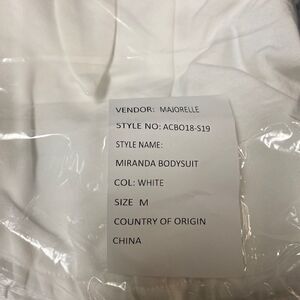 VENDOR: MAJORELLE
STYLE NO: ACBO18-S19
STYLE NAME:
MIRANDA BODYSUIT
COL: WHITE
SIZE M
COUNTRY OF ORIGIN
CHINA